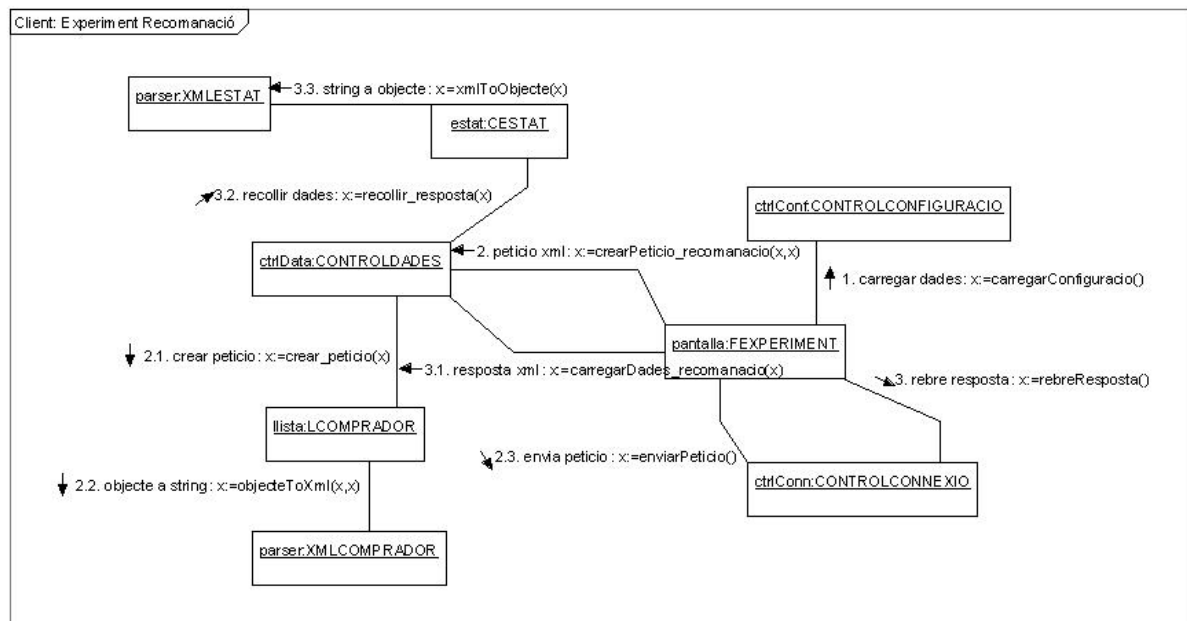 Client: Experiment Recomanació
parser:XMLESTAT
3.3. string a objecte : x:=xmlToObjecte(x)
estat:CESTAT
3.2. recollir dades: x:=recollir_resposta(x)
ctrlConf:CONTROLCONFIGURACIO
ctrlData:CONTROLDADES
2. peticio xml : x:=crearPeticio_recomanacio(x,x)
1. carregar dades: x:=carregarConfiguracio()
pantalla:FEXPERIMENT
2.1. crear peticio : x:=crear_peticio(x)
3.1. resposta xml : x:=carregarDades_recomanacio(x)
3. rebre resposta : x:=rebreResposta()
llista:LCOMPRADOR
2.3. envia peticio : x:=enviarPeticio()
2.2. objecte a string: x:=objecteToXml(x,x)
ctrlConn:CONTROLCONNEXIO
parser:XMLCOMPRADOR